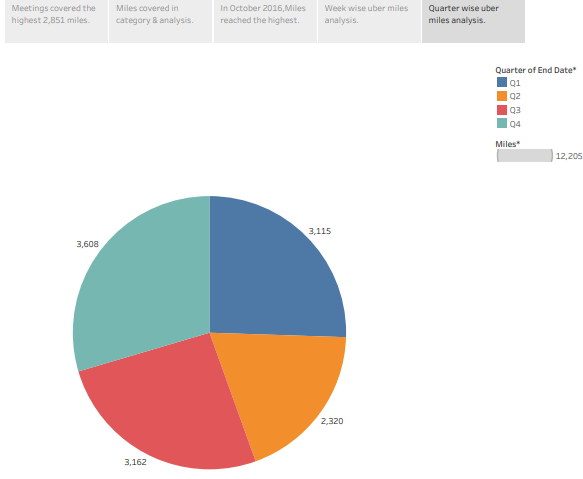 Meetings covered the
highest 2,851 miles.
Miles covered in
category & analysis.
In October 2016,Miles
reached the highest.
Week wise uber miles
analysis.
Quarter wise uber
miles analysis.
Quarter of End Date*
Q1
Q2
Q3
Q4
Miles*
12,205
3,608
3,115
2,320
3,162